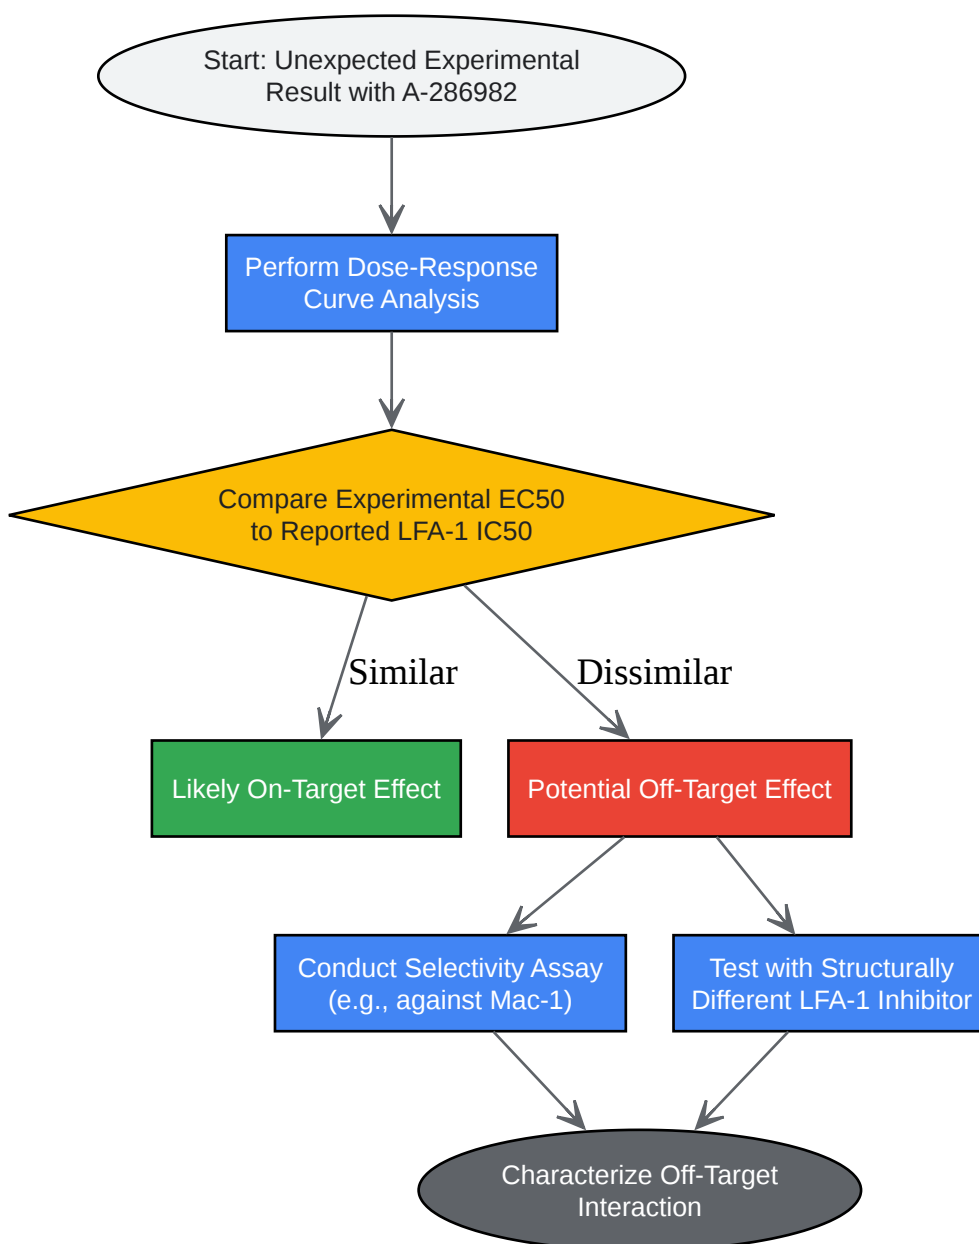 Start: Unexpected Experimental
Result with A-286982
Perform Dose-Response
Curve Analysis
Compare Experimental EC50
to Reported LFA-1 IC50
Similar
Dissimilar
Likely On-Target Effect
Potential Off-Target Effect
Conduct Selectivity Assay
(e.g., against Mac-1)
Test with Structurally
Different LFA-1 Inhibitor
Characterize Off-Target
Interaction